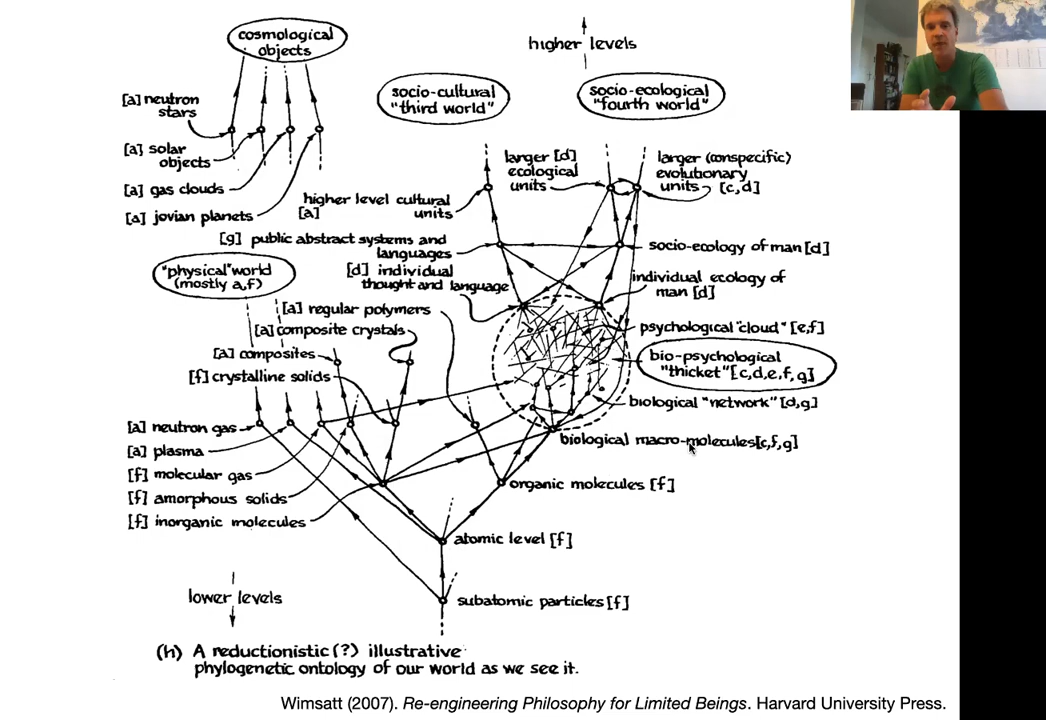 cosmological
objects
higher levels
socio-cultural
"third world"
socio-ecological
"fourth world"
[a] neutron
stars
[a] solar
objects
[a] gas clouds
[a] jovian planets
larger [d]
ecological
units
larger (conspecific)
evolutionary
units
[c,d]
higher level cultural
[a] units
[g] public abstract systems and
languages
socio-ecology of man [d]
"physical" world
(mostly a,f)
[d] individual
thought and language
individual ecology of
man [d]
[a] regular polymers
[a] composite crystals
psychological "cloud" [e,f]
[a] composites
bio-psychological
"thicket" [c,d,e,f,g]
[f] crystalline solids
biological "network" [d,g]
[a] neutron gas
biological macro-molecules[c,f,g]
[a] plasma
[f] molecular gas
organic molecules [f]
[f] amorphous solids
[f] inorganic molecules
atomic level [f]
lower levels
subatomic particles [f]
(h) A reductionistic (?) illustrative
phylogenetic ontology of our world as we see it.
Wimsatt (2007). Re-engineering Philosophy for Limited Beings. Harvard University Press.